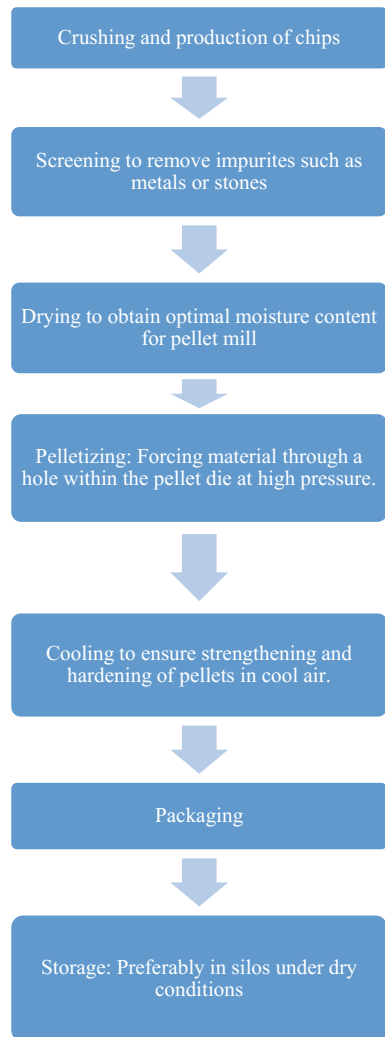 Crushing and production of chips
Screening to remove impurites such as
metals or stones
Drying to obtain optimal moisture content
for pellet mill
Pelletizing: Forcing material through a
hole within the pellet die at high pressure.
Cooling to ensure strengthening and
hardening of pellets in cool air.
Packaging
Storage: Preferably in silos under dry
conditions